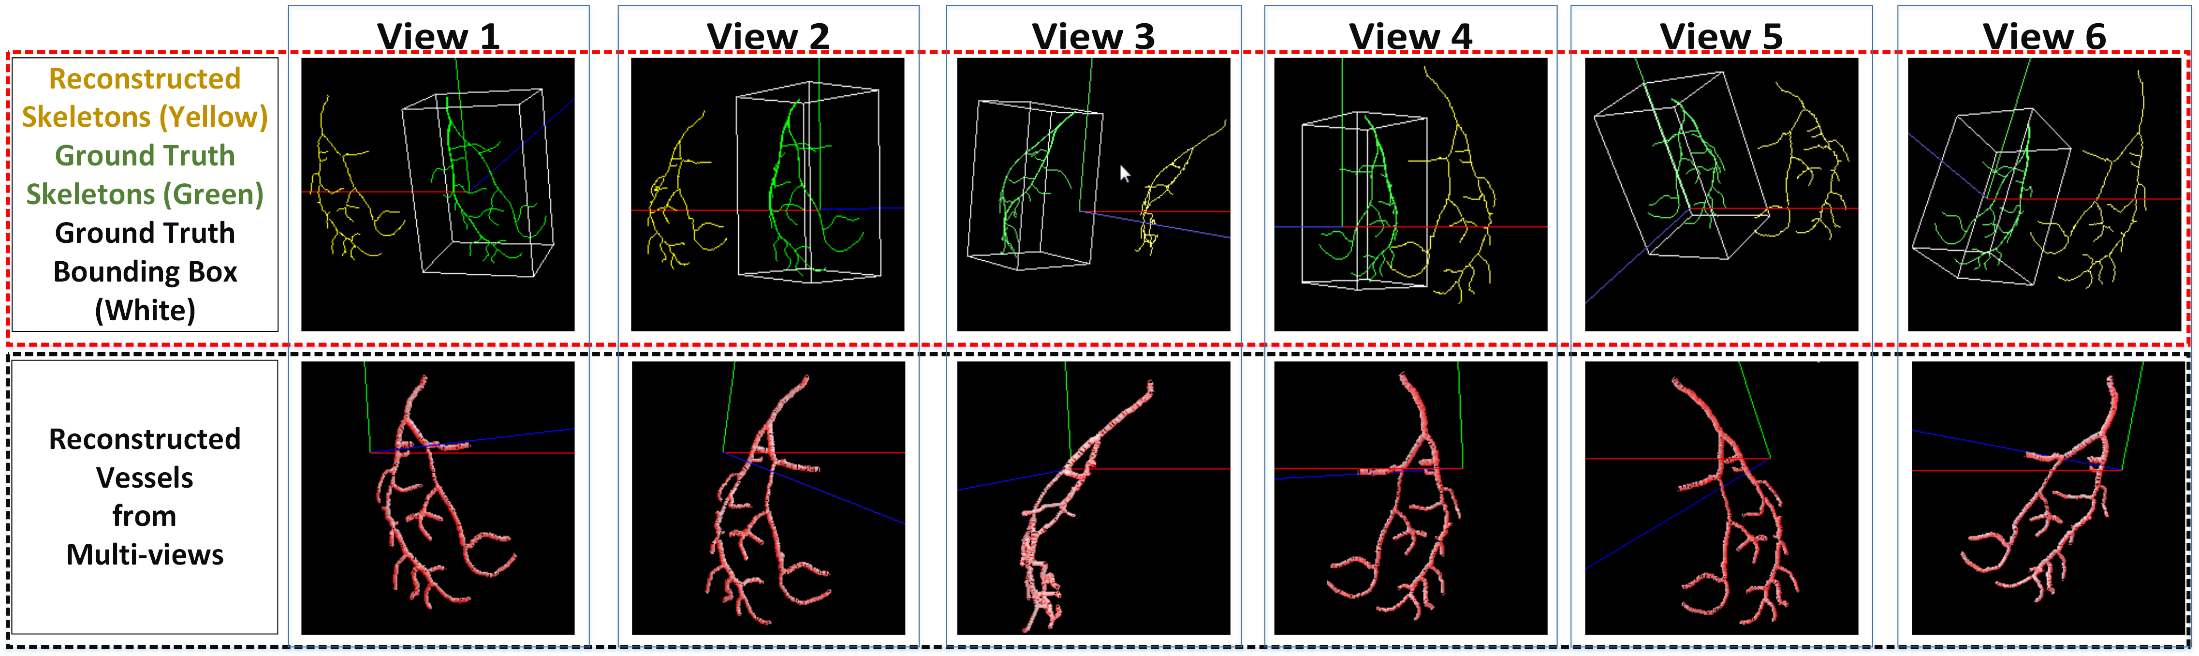 View 1
View 2
View 3
View 4
View 5
View 6
Reconstructed
Skeletons (Yellow)
Ground Truth
Skeletons (Green)
Ground Truth
Bounding Box
(White)
Reconstructed
Vessels
from
Multi-views